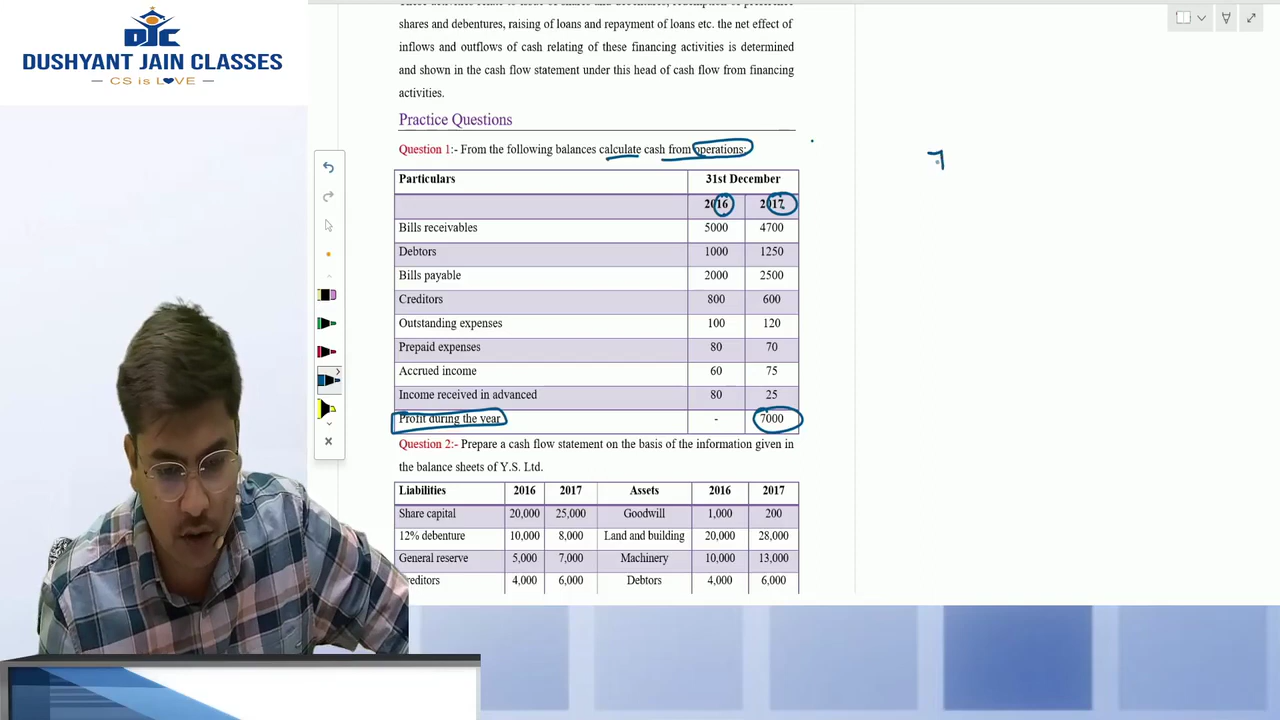 DJC
DUSHYANT JAIN CLASSES
CS is LOVE
shares and debentures, raising of loans and repayment of loans etc. the net effect of
inflows and outflows of cash relating of these financing activities is determined
and shown in the cash flow statement under this head of cash flow from financing
activities.
Practice Questions
Question 1:- From the following balances calculate cash from operations:
Particulars 31st December
2016 2017
Bills receivables 5000 4700
Debtors 1000 1250
Bills payable 2000 2500
Creditors 800 600
Outstanding expenses 100 120
Prepaid expenses 80 70
Accrued income 60 75
Income received in advanced 80 25
Profit during the year - 7000
Question 2:- Prepare a cash flow statement on the basis of the information given in
the balance sheets of Y.S. Ltd.
Liabilities 2016 2017 Assets 2016 2017
Share capital 20,000 25,000 Goodwill 1,000 200
12% debenture 10,000 8,000 Land and building 20,000 28,000
General reserve 5,000 7,000 Machinery 10,000 13,000
reditors 4,000 6,000 Debtors 4,000 6,000